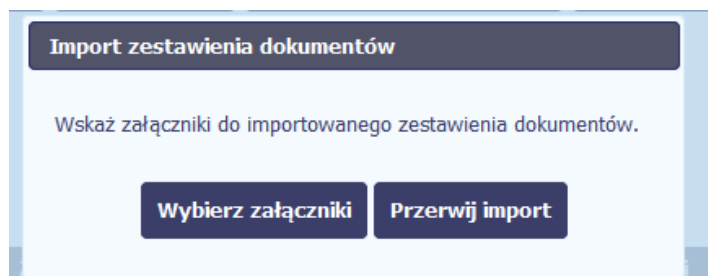 Import zestawienia dokumentów
Wskaż załączniki do importowanego zestawienia dokumentów.
Wybierz załączniki
Przerwij import